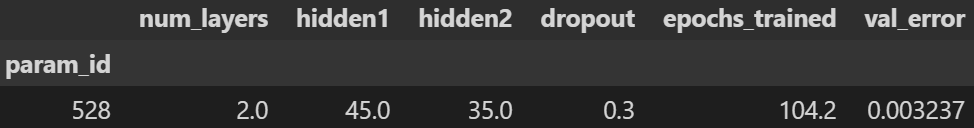 num_layers hidden1 hidden2 dropout epochs_trained val_error
param_id
528 2.0 45.0 35.0 0.3 104.2 0.003237